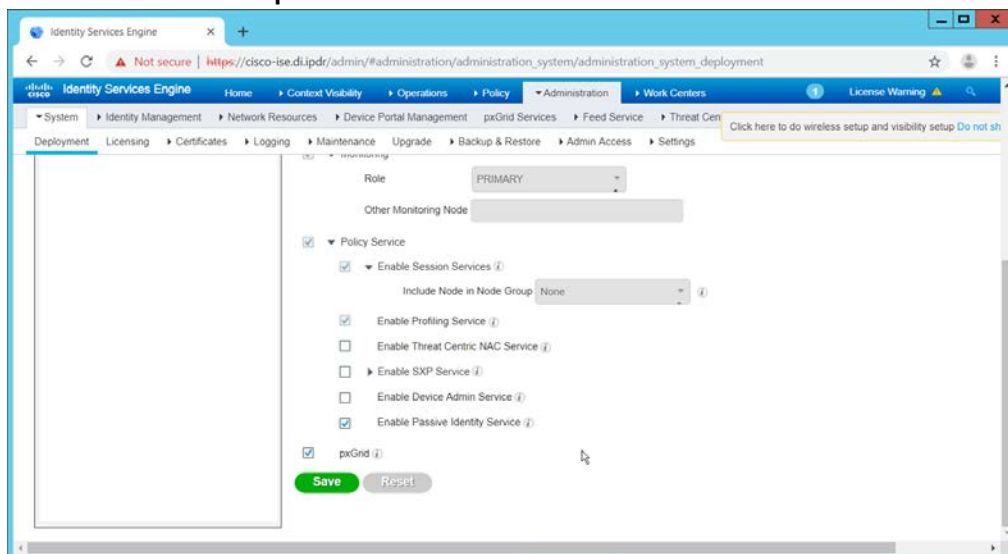 Identity Services Engine
Not secure | https://cisco-ise.di.ipdr/admin/#administration/administration_system/administration_system_deployment
CISCO Identity Services Engine Home Context Visibility Operations Policy Administration Work Centers 1 License Warning
System Identity Management Network Resources Device Portal Management pxGrid Services Feed Service Threat Cen
Click here to do wireless setup and visibility setup Do not sh
Deployment Licensing Certificates Logging Maintenance Upgrade Backup & Restore Admin Access Settings
Monitoring
Role PRIMARY
Other Monitoring Node
Policy Service
Enable Session Services
Include Node in Node Group None
Enable Profiling Service
Enable Threat Centric NAC Service
Enable SXP Service
Enable Device Admin Service
Enable Passive Identity Service
pxGrid
Save Reset